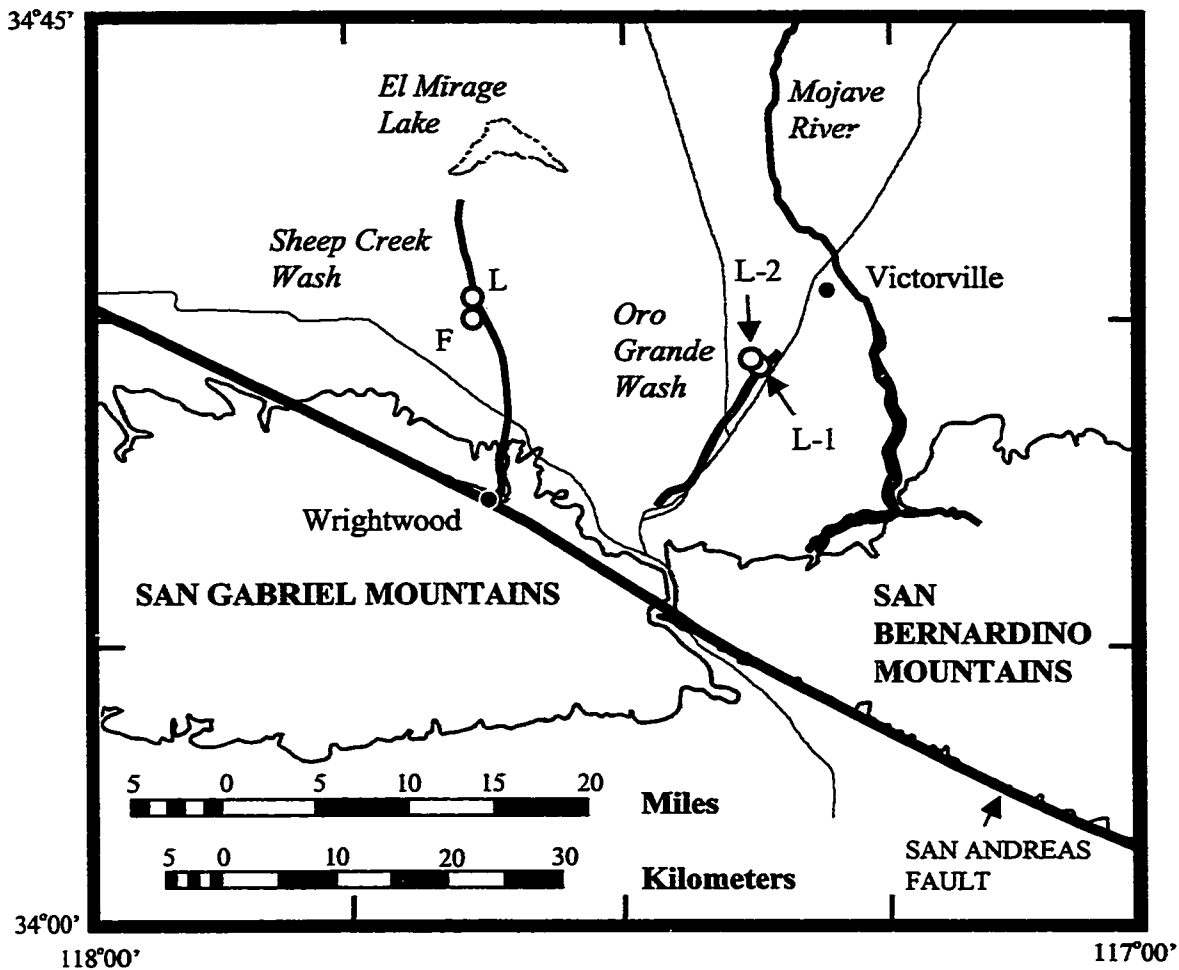 34°45'
El Mirage
Lake
Mojave
River
Sheep Creek
Wash
L
F
L-2
Victorville
Oro
Grande
Wash
L-1
Wrightwood
SAN GABRIEL MOUNTAINS
SAN
BERNARDINO
MOUNTAINS
5 0 5 10 15 20
Miles
5 0 10 20 30
Kilometers
SAN ANDREAS
FAULT
34°00'
118°00'
117°00'